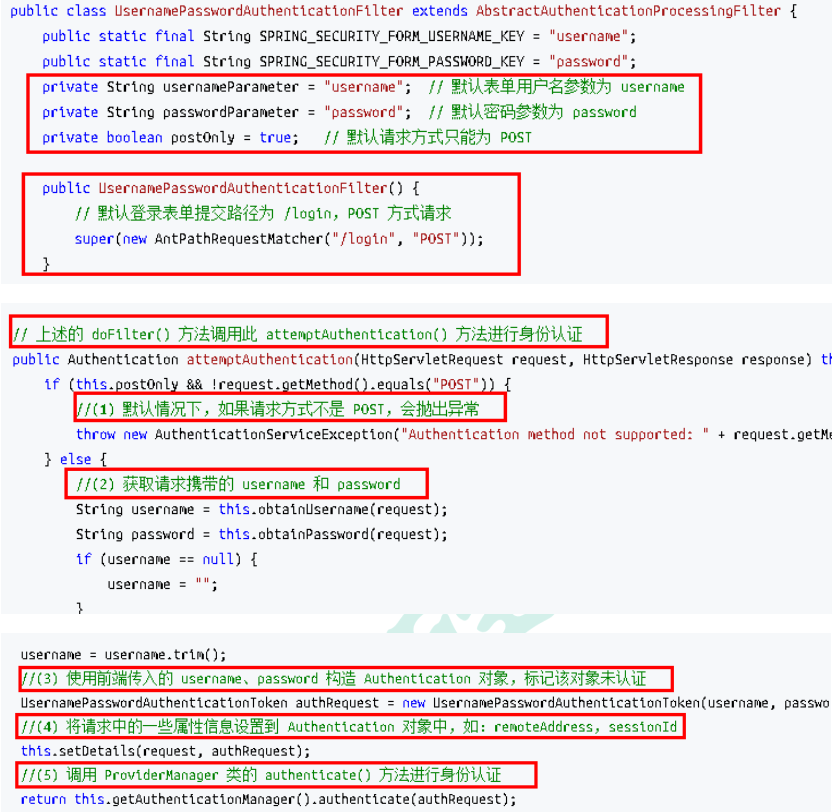 public class UsernamePasswordAuthenticationFilter extends AbstractAuthenticationProcessingFilter {
public static final String SPRING_SECURITY_FORM_USERNAME_KEY = "username";
public static final String SPRING_SECURITY_FORM_PASSWORD_KEY = "password";
private String usernameParameter = "username"; // 默认表单用户名参数为 username
private String passwordParameter = "password"; // 默认密码参数为 password
private boolean postOnly = true; // 默认请求方式只能为 POST
public UsernamePasswordAuthenticationFilter() {
// 默认登录表单提交路径为 /login，POST 方式请求
super(new AntPathRequestMatcher("/login", "POST"));
}
// 上述的 doFilter() 方法调用此 attemptAuthentication() 方法进行身份认证
public Authentication attemptAuthentication(HttpServletRequest request, HttpServletResponse response) th
if (this.postOnly && !request.getMethod().equals("POST")) {
//(1) 默认情况下，如果请求方式不是 POST，会抛出异常
throw new AuthenticationServiceException("Authentication method not supported: " + request.getMe
} else {
//(2) 获取请求携带的 username 和 password
String username = this.obtainUsername(request);
String password = this.obtainPassword(request);
if (username == null) {
username = "";
}
username = username.trim();
//(3) 使用前端传入的 username、password 构造 Authentication 对象，标记该对象未认证
UsernamePasswordAuthenticationToken authRequest = new UsernamePasswordAuthenticationToken(username, passwo
//(4) 将请求中的一些属性信息设置到 Authentication 对象中，如：remoteAddress，sessionId
this.setDetails(request, authRequest);
//(5) 调用 ProviderManager 类的 authenticate() 方法进行身份认证
return this.getAuthenticationManager().authenticate(authRequest);